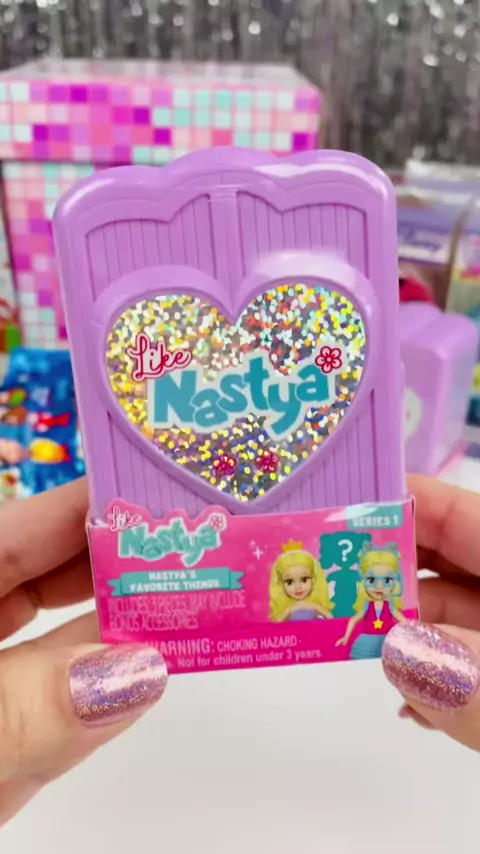 Like
Nastya
Like
Nastya
SERIES 1
+
?
NASTYA'S
FAVORITE THINGS
INCLUDES 3 PIECES. MAY INCLUDE
BONUS ACCESSORIES
WARNING: CHOKING HAZARD -
Not for children under 3 years.